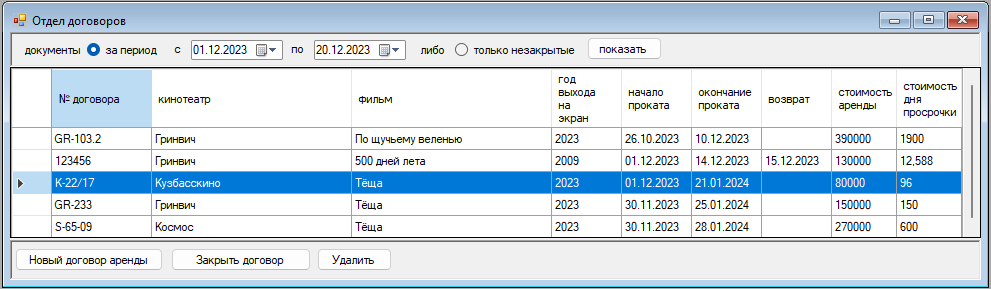 Отдел договоров
документы за период с 01.12.2023 по 20.12.2023 либо только незакрытые показать
№ договора кинотеатр фильм год выхода на экран начало проката окончание проката возврат стоимость аренды стоимость дня просрочки
GR-103.2 Гринвич По щучьему веленью 2023 26.10.2023 10.12.2023 390000 1900
123456 Гринвич 500 дней лета 2009 01.12.2023 14.12.2023 15.12.2023 130000 12,588
К-22/17 Кузбасскино Тёща 2023 01.12.2023 21.01.2024 80000 96
GR-233 Гринвич Тёща 2023 30.11.2023 25.01.2024 150000 150
S-65-09 Космос Тёща 2023 30.11.2023 28.01.2024 270000 600
Новый договор аренды Закрыть договор Удалить